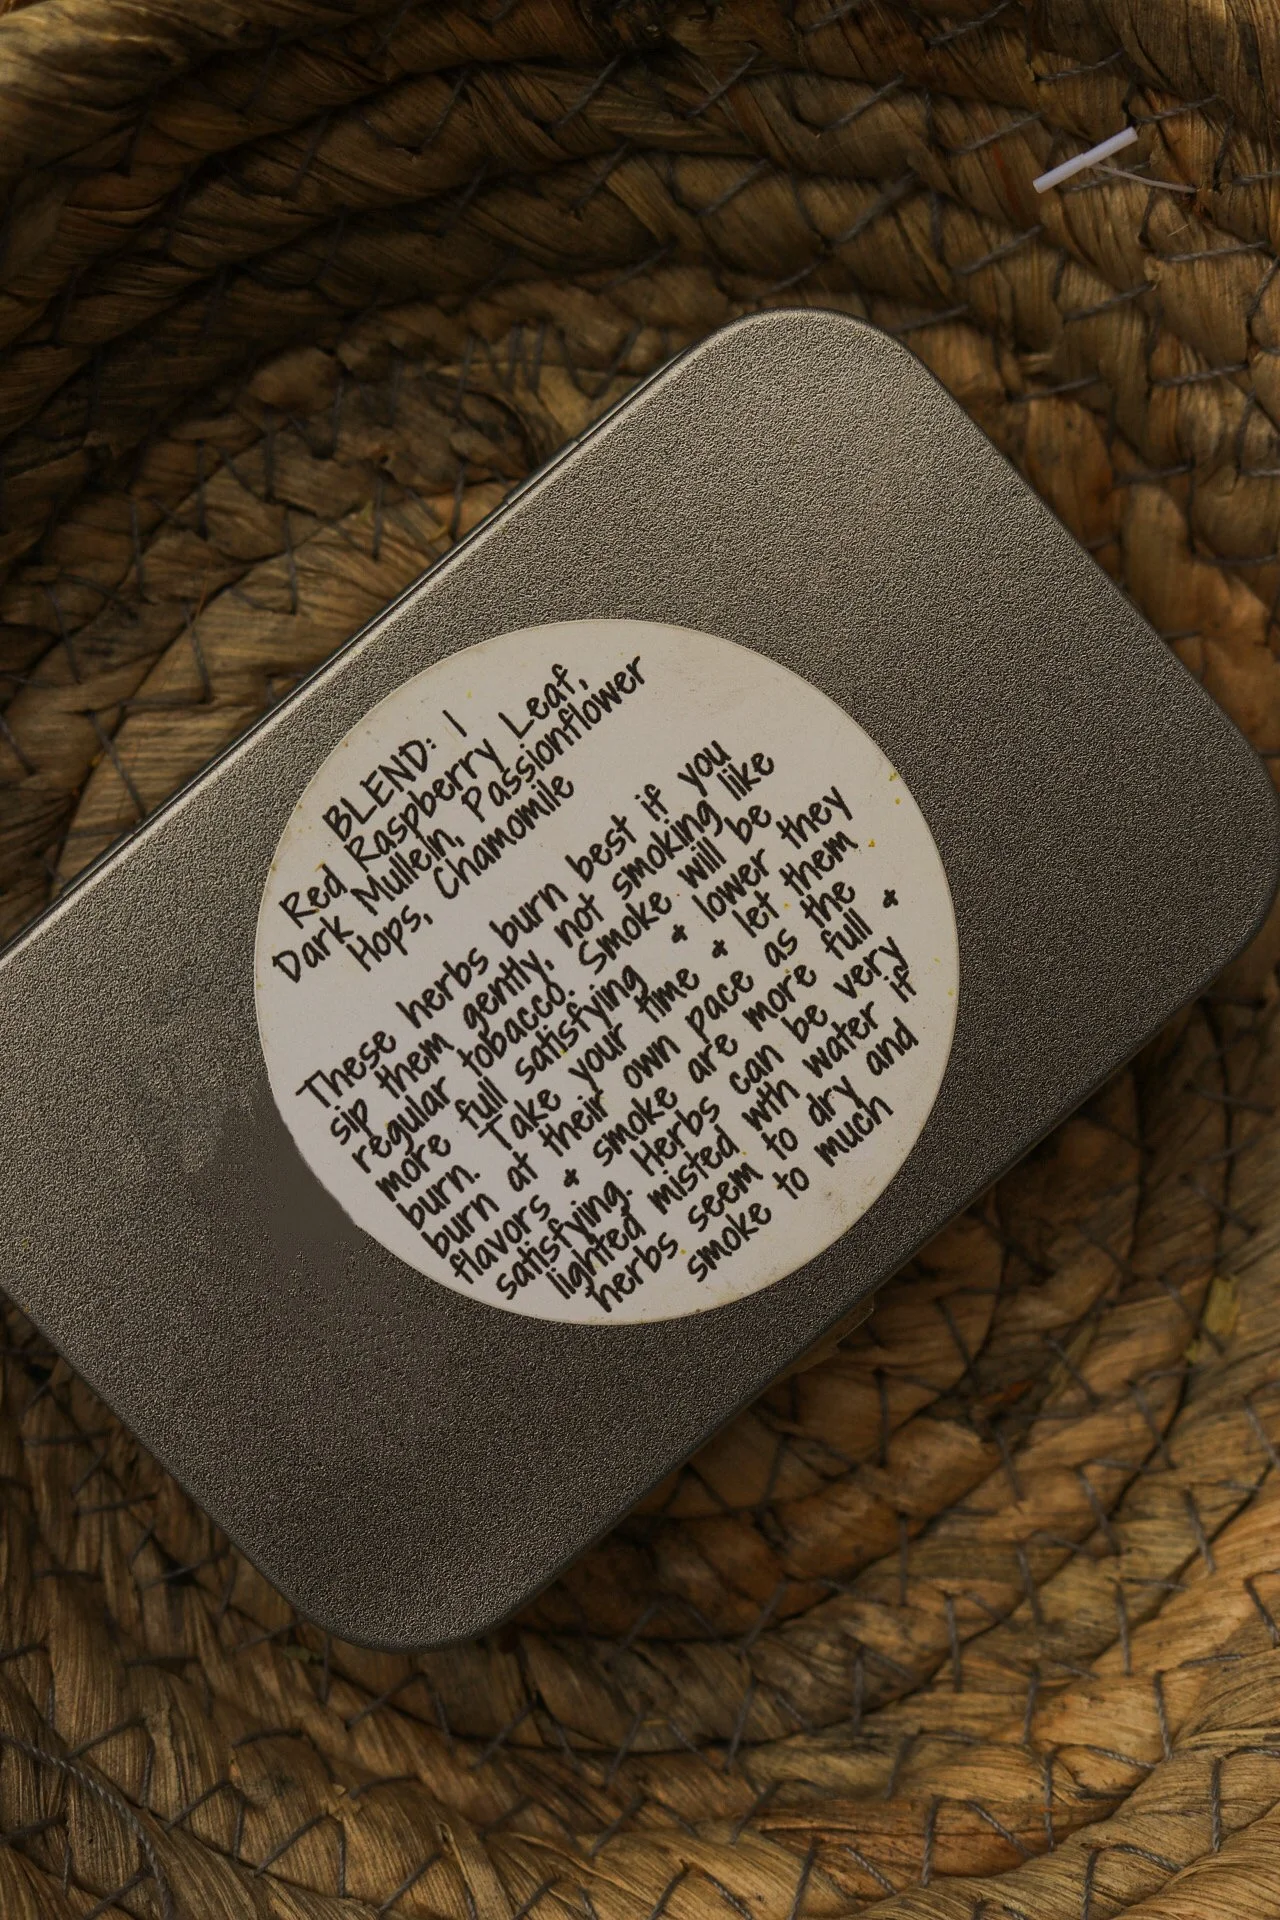 BLEND: 1
Red Raspberry Leaf,
Dark Mullein, Passionflower
Hops, Chamomile
These herbs burn best if you
sip them gently, not smoking like
regular tobacco. Smoke will be
more full satisfying & lower they
burn. Take your time & let them
burn at their own pace as the
flavors & smoke are more full &
satisfying. Herbs can be very
lighted misted wth water if
herbs seem to dry and
smoke to much